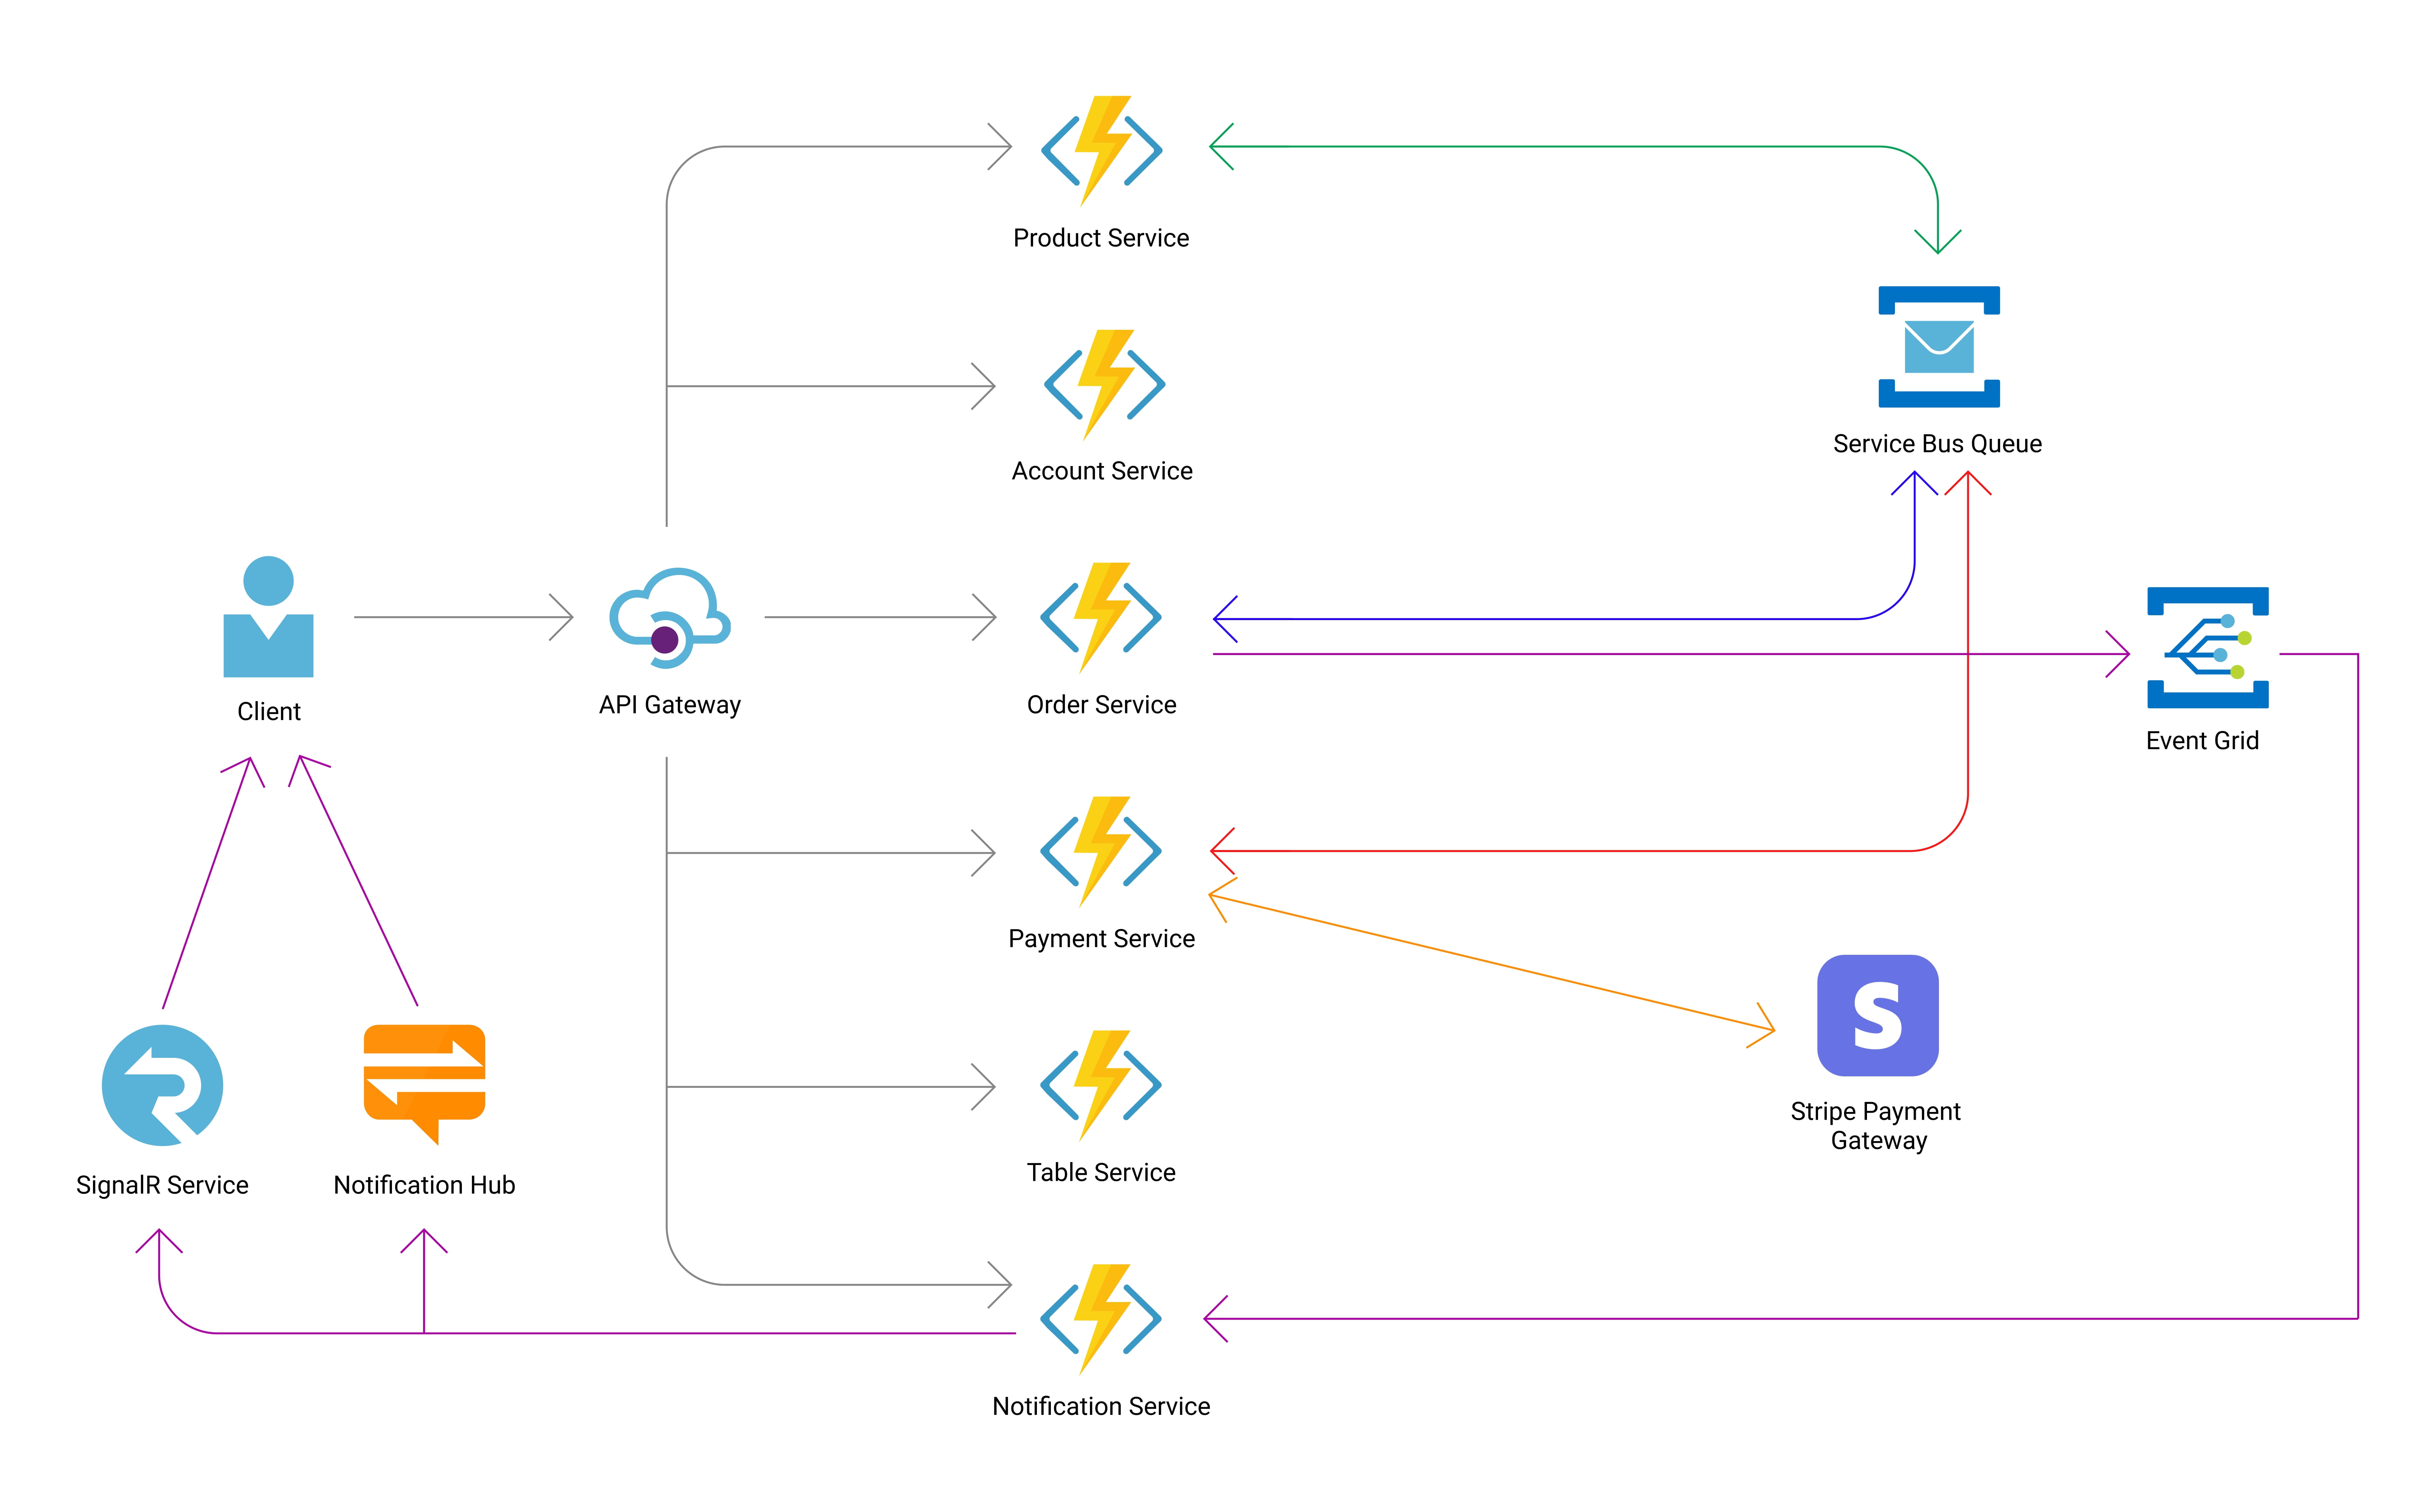 Product Service
Account Service
Service Bus Queue
Client
API Gateway
Order Service
Event Grid
Payment Service
Stripe Payment
Gateway
SignalR Service
Notification Hub
Table Service
Notification Service